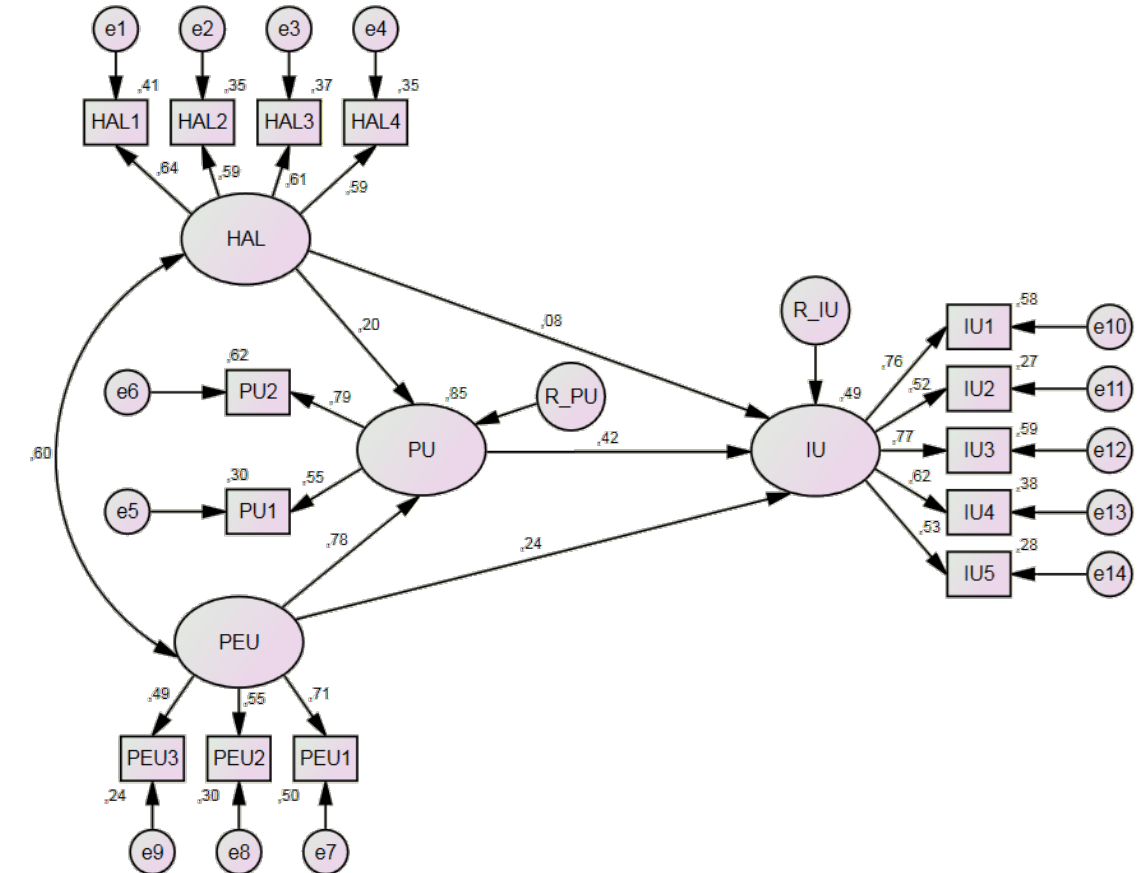 e1 e2 e3 e4
,41 ,35 ,37 ,35
HAL1 HAL2 HAL3 HAL4
,64 ,59 ,61 ,59
HAL
,20 ,08
R_IU
,58
IU1 e10
,62
,76 ,27
e6 PU2 ,79 ,85 R_PU ,49 ,52 IU2 e11
,60 PU ,42 IU ,77 ,59 IU3 e12
,30 ,55 ,62 ,38
e5 PU1 IU4 e13
,78 ,24 ,53 ,28
IU5 e14
PEU
,49 ,55 ,71
PEU3 PEU2 PEU1
,24 ,30 ,50
e9 e8 e7